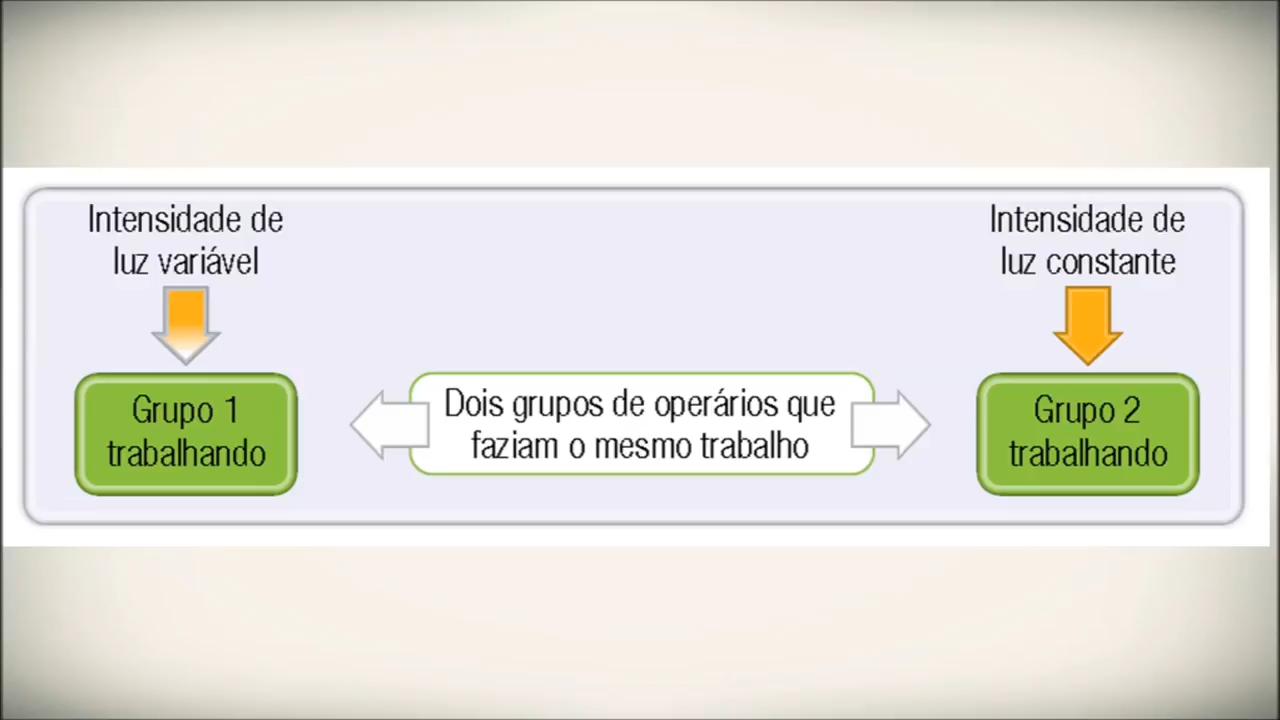 Intensidade de
luz variável
Intensidade de
luz constante
Grupo 1
trabalhando
Dois grupos de operários que
faziam o mesmo trabalho
Grupo 2
trabalhando